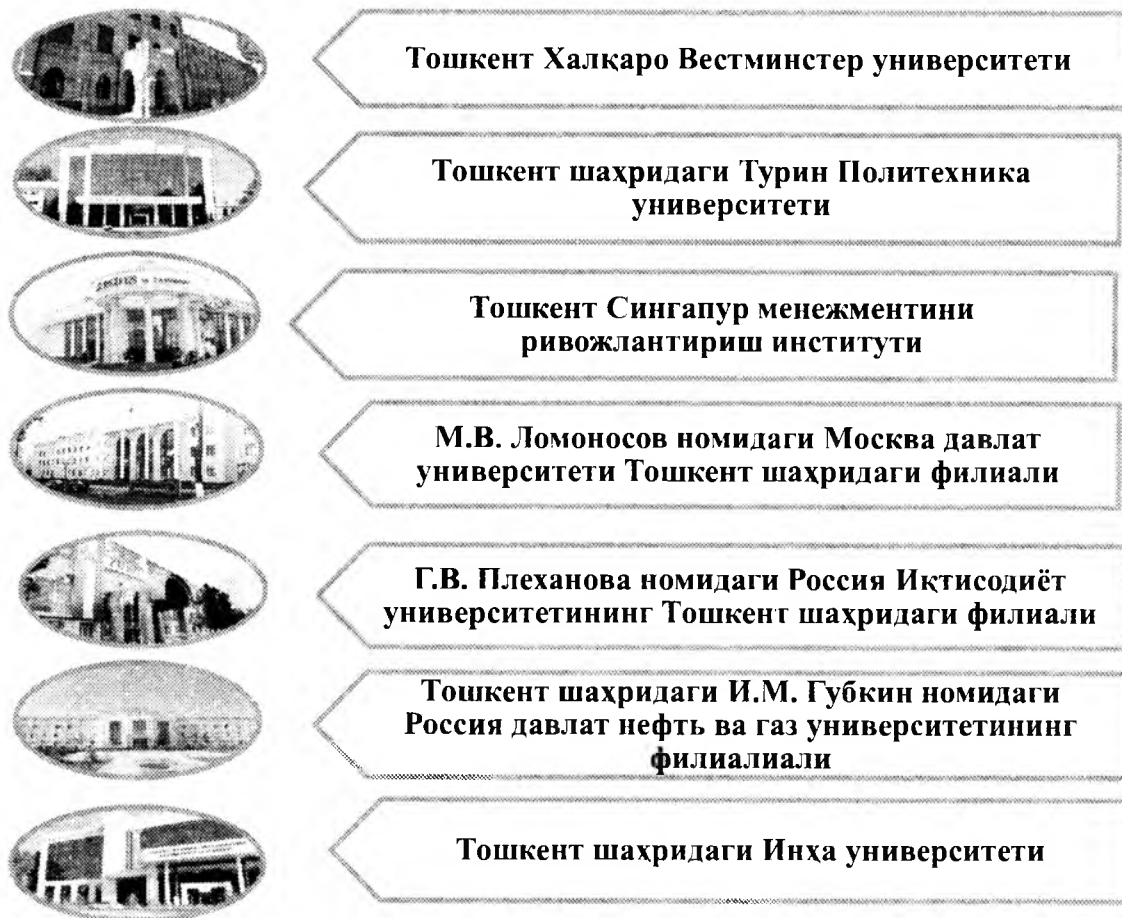 Тошкент Халқаро Вестминстер университети
Тошкент шаҳридаги Турин Политехника
университети
Тошкент Сингапур менежментини
ривожлантириш институти
М.В. Ломоносов номидаги Москва давлат
университети Тошкент шаҳридаги филиали
Г.В. Плеханова номидаги Россия Иқтисодиёт
университетининг Тошкент шаҳридаги филиали
Тошкент шаҳридаги И.М. Губкин номидаги
Россия давлат нефть ва газ университетининг
филиалиали
Тошкент шаҳридаги Инҳа университети